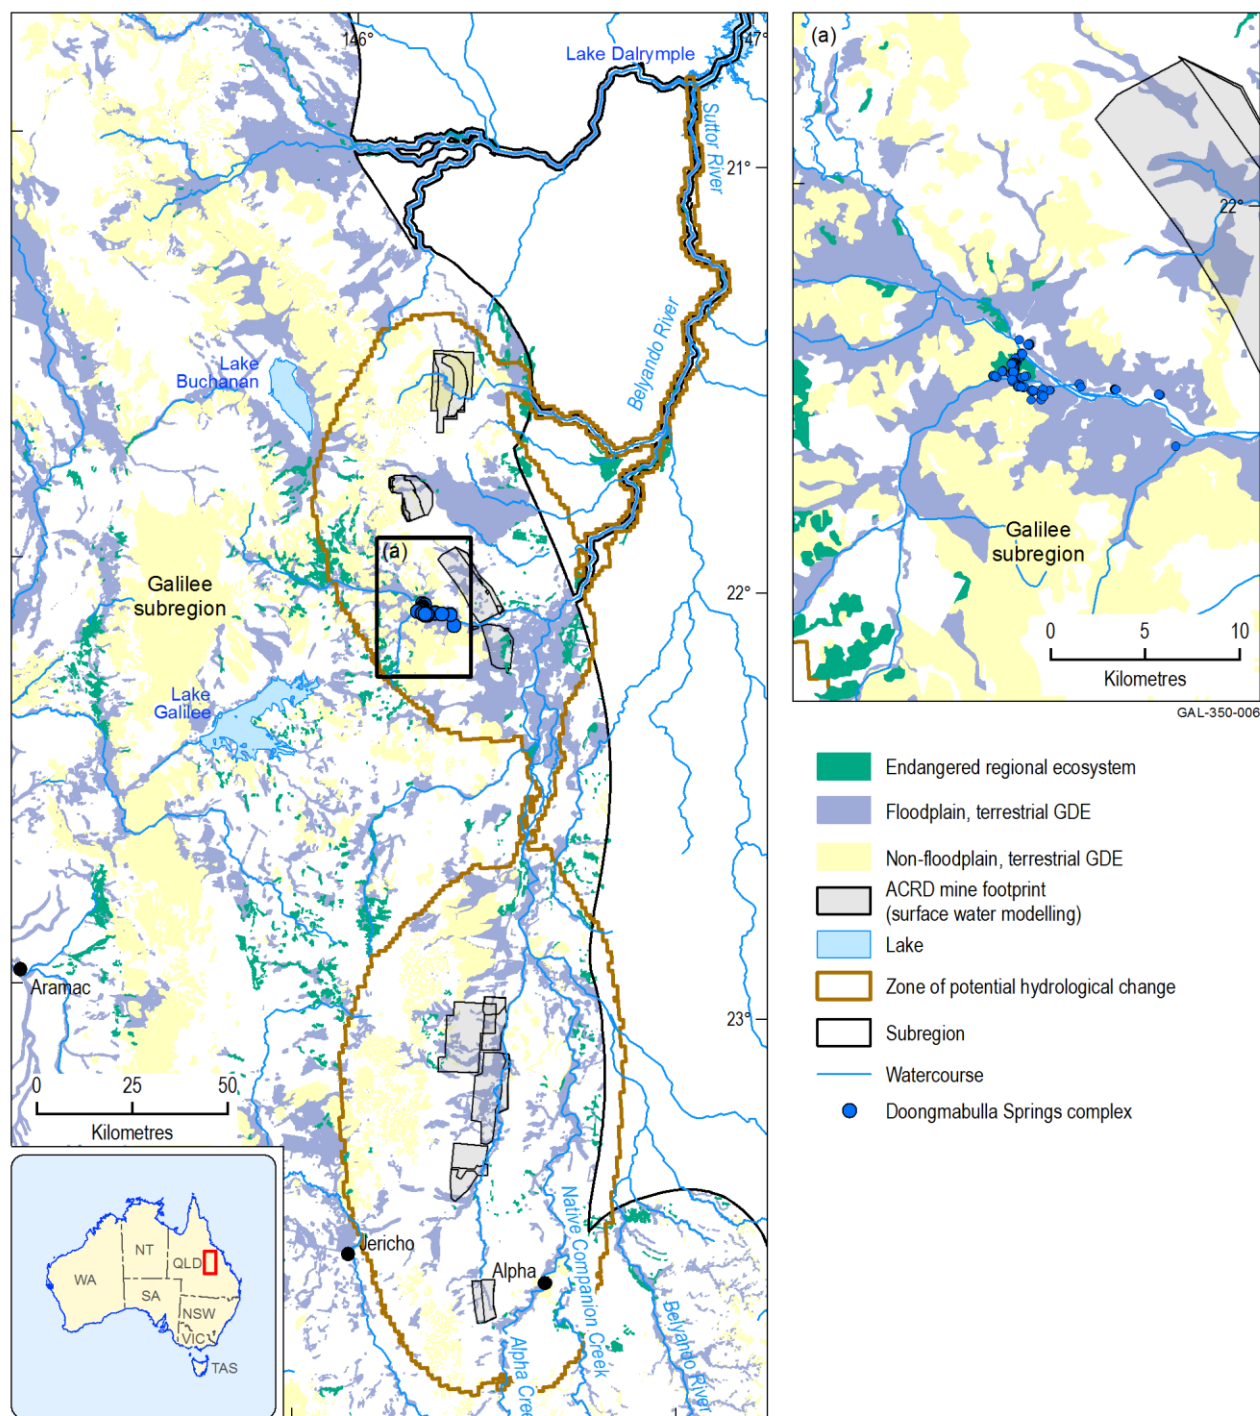 146°
147°
Lake Dalrymple
Suttor River
21°
Belyando River
Lake
Buchanan
(a)
Galilee
subregion
22°
Lake
Galilee
Aramac
23°
0 25 50
Kilometres
Jericho
Alpha
Native Companion Creek
Alpha Creek
Belyando River
NT
QLD
WA
SA
NSW
VIC
TAS
(a)
22°
Galilee
subregion
0 5 10
Kilometres
GAL-350-006
Endangered regional ecosystem
Floodplain, terrestrial GDE
Non-floodplain, terrestrial GDE
ACRD mine footprint
(surface water modelling)
Lake
Zone of potential hydrological change
Subregion
Watercourse
Doongmabulla Springs complex